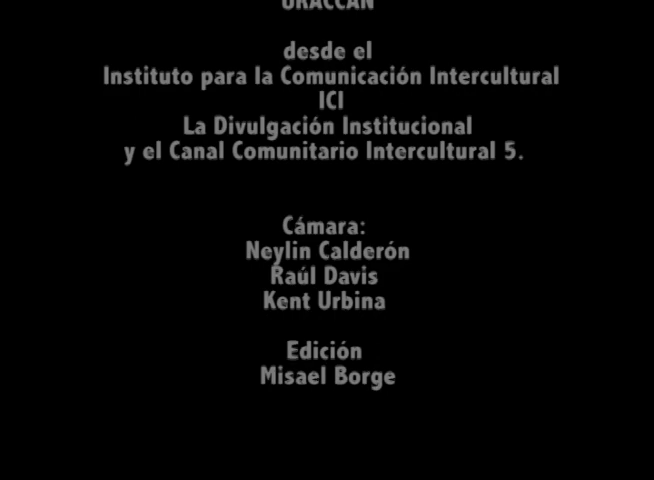 URACCAN
desde el
Instituto para la Comunicación Intercultural
ICI
La Divulgación Institucional
y el Canal Comunitario Intercultural 5.
Cámara:
Neylin Calderón
Raúl Davis
Kent Urbina
Edición
Misael Borge